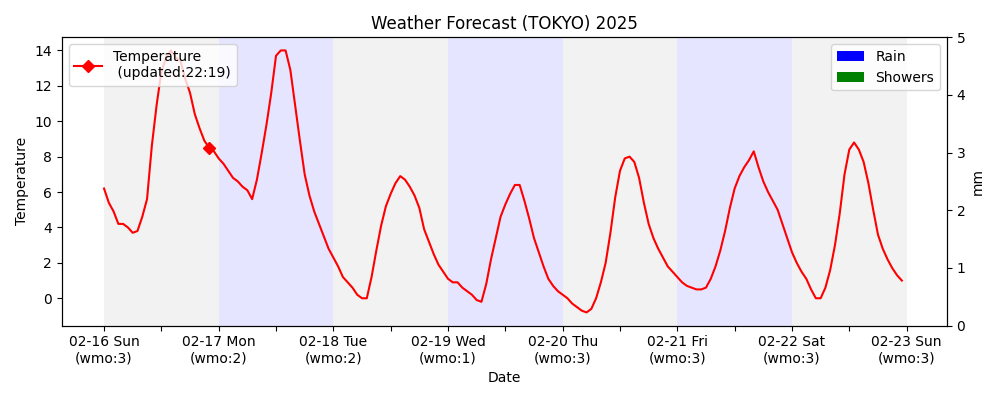 Weather Forecast (TOKYO) 2025
Temperature
(updated:22:19)
Rain
Showers
Temperature
14
12
10
8
6
4
2
0
5
4
3
2
1
0
mm
02-16 Sun
(wmo:3)
02-17 Mon
(wmo:2)
02-18 Tue
(wmo:2)
02-19 Wed
(wmo:1)
02-20 Thu
(wmo:3)
02-21 Fri
(wmo:3)
02-22 Sat
(wmo:3)
02-23 Sun
(wmo:3)
Date